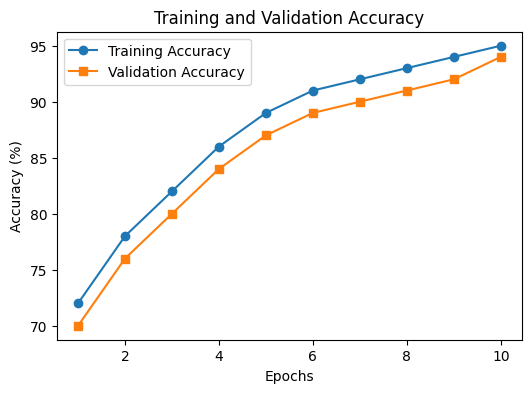 Training and Validation Accuracy
Training Accuracy
Validation Accuracy
Accuracy (%)
95
90
85
80
75
70
2 4 6 8 10
Epochs